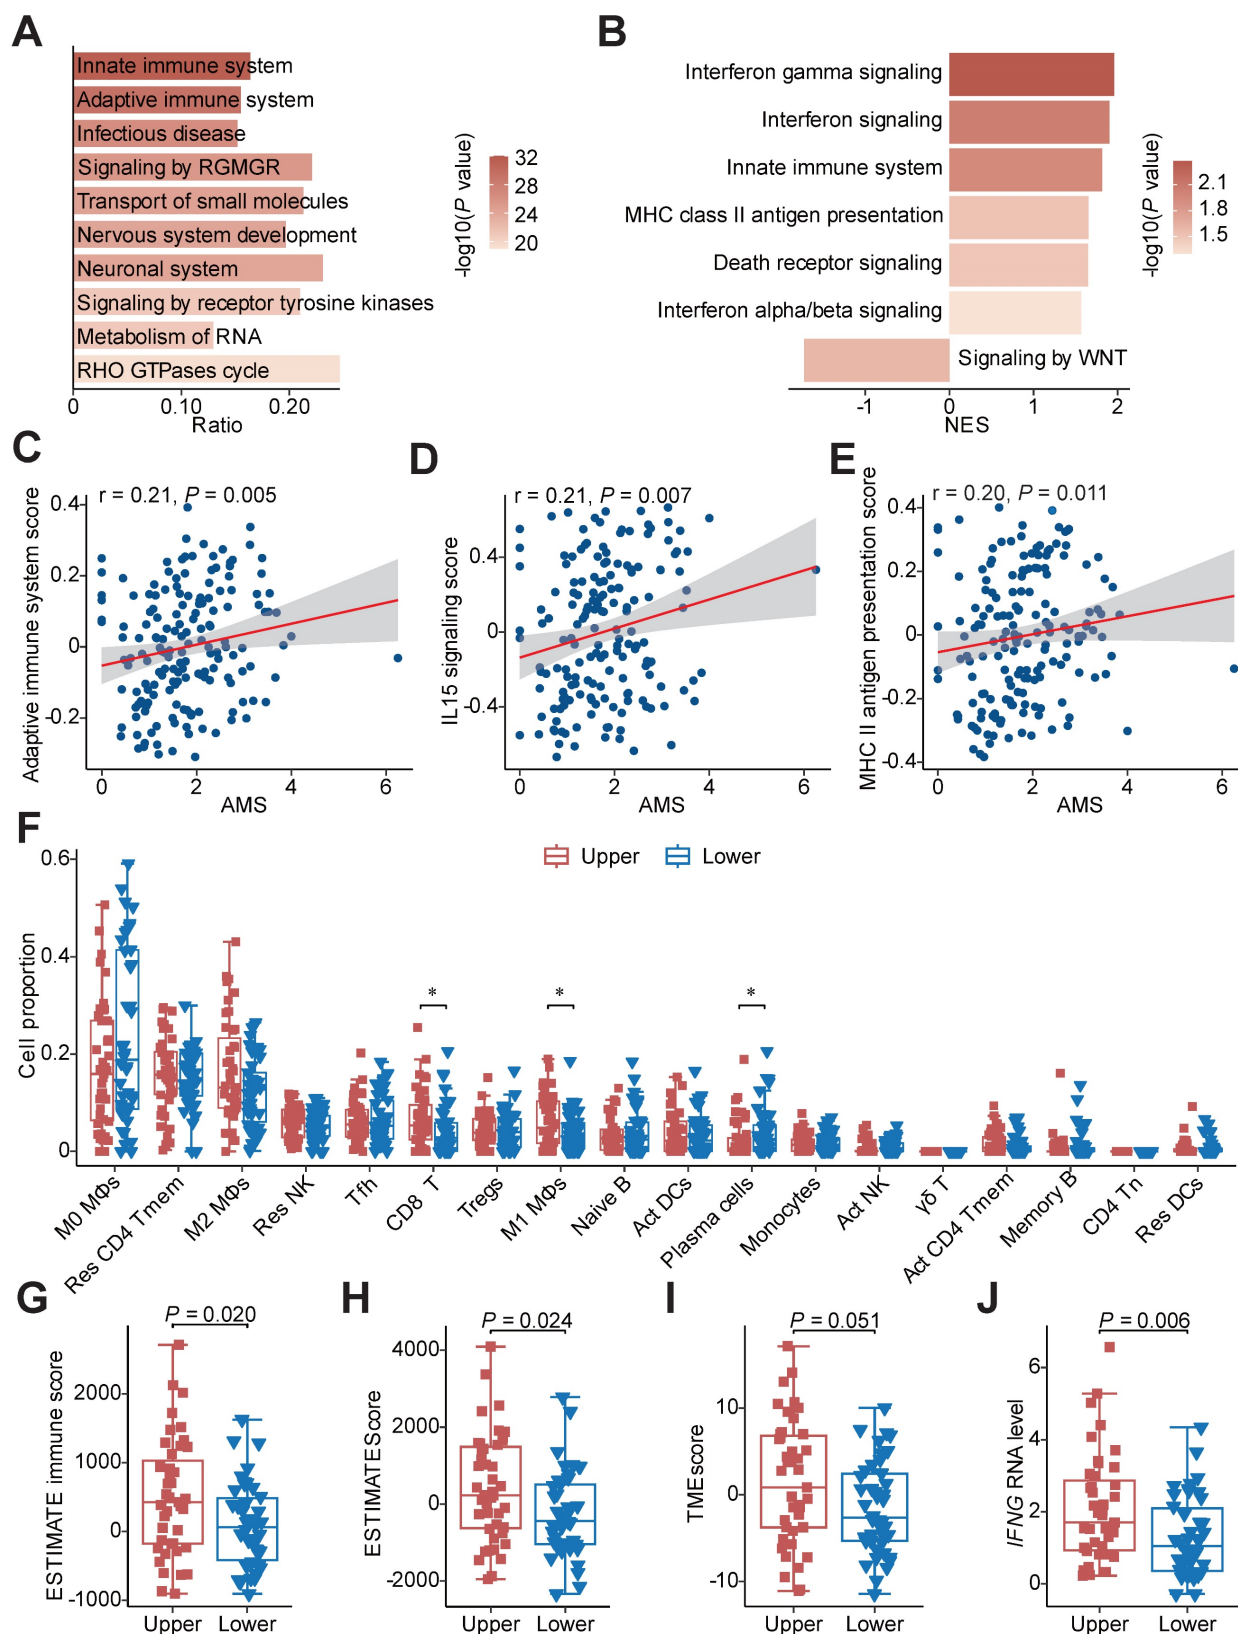 A
Innate immune system
Adaptive immune system
Infectious disease
Signaling by RGMGR
Transport of small molecules
Nervous system development
Neuronal system
Signaling by receptor tyrosine kinases
Metabolism of RNA
RHO GTPases cycle
0 0.10 0.20
Ratio
-log10(P value)
32
28
24
20
B
Interferon gamma signaling
Interferon signaling
Innate immune system
MHC class II antigen presentation
Death receptor signaling
Interferon alpha/beta signaling
Signaling by WNT
-1 0 1 2
NES
-log10(P value)
2.1
1.8
1.5
C
r = 0.21, P = 0.005
Adaptive immune system score
0.4
0.2
0
-0.2
0 2 4 6
AMS
D
r = 0.21, P = 0.007
IL15 signaling score
0.4
0
-0.4
0 2 4 6
AMS
E
r = 0.20, P = 0.011
MHC II antigen presentation score
0.4
0.2
0
-0.2
-0.4
0 2 4 6
AMS
F
Upper Lower
Cell proportion
0.6
0.4
0.2
0
* * *
M0 MΦs
Res CD4 Tmem
M2 MΦs
Res NK
Tfh
CD8 T
Tregs
M1 MΦs
Naive B
Act DCs
Plasma cells
Monocytes
Act NK
γδ T
Act CD4 Tmem
Memory B
CD4 Tn
Res DCs
G
P = 0.020
ESTIMATE immune score
2000
1000
0
-1000
Upper Lower
H
P = 0.024
ESTIMATEScore
4000
2000
0
-2000
Upper Lower
I
P = 0.051
TMEscore
10
0
-10
Upper Lower
J
P = 0.006
IFNG RNA level
6
4
2
0
Upper Lower